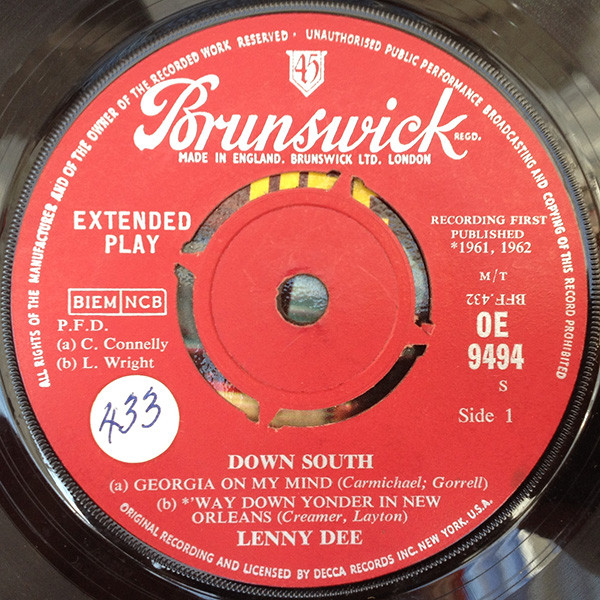 ALL RIGHTS OF THE MANUFACTURER AND OF THE OWNER OF THE RECORDED WORK RESERVED · UNAUTHORISED PUBLIC PERFORMANCE BROADCASTING AND COPYING OF THIS RECORD PROHIBITED
45
Brunswick
REGD.
MADE IN ENGLAND. BRUNSWICK LTD. LONDON
EXTENDED
PLAY
RECORDING FIRST
PUBLISHED
*1961, 1962
M/T
BFF.432
OE
9494
S
Side 1
BIEM NCB
P.F.D.
(a) C. Connelly
(b) L. Wright
433
DOWN SOUTH
(a) GEORGIA ON MY MIND (Carmichael; Gorrell)
(b) *'WAY DOWN YONDER IN NEW
ORLEANS (Creamer, Layton)
LENNY DEE
ORIGINAL RECORDING AND LICENSED BY DECCA RECORDS INC. NEW YORK. U.S.A.